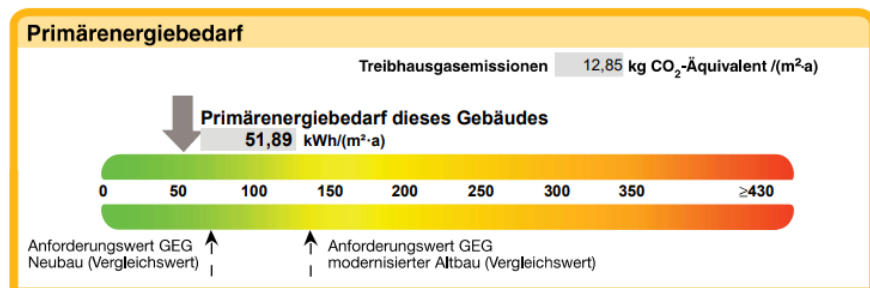 Primärenergiebedarf
Treibhausgasemissionen 12,85 kg CO₂-Äquivalent /(m²·a)
Primärenergiebedarf dieses Gebäudes
51,89 kWh/(m²·a)
0 50 100 150 200 250 300 350 ≥430
Anforderungswert GEG
Neubau (Vergleichswert)
Anforderungswert GEG
modernisierter Altbau (Vergleichswert)